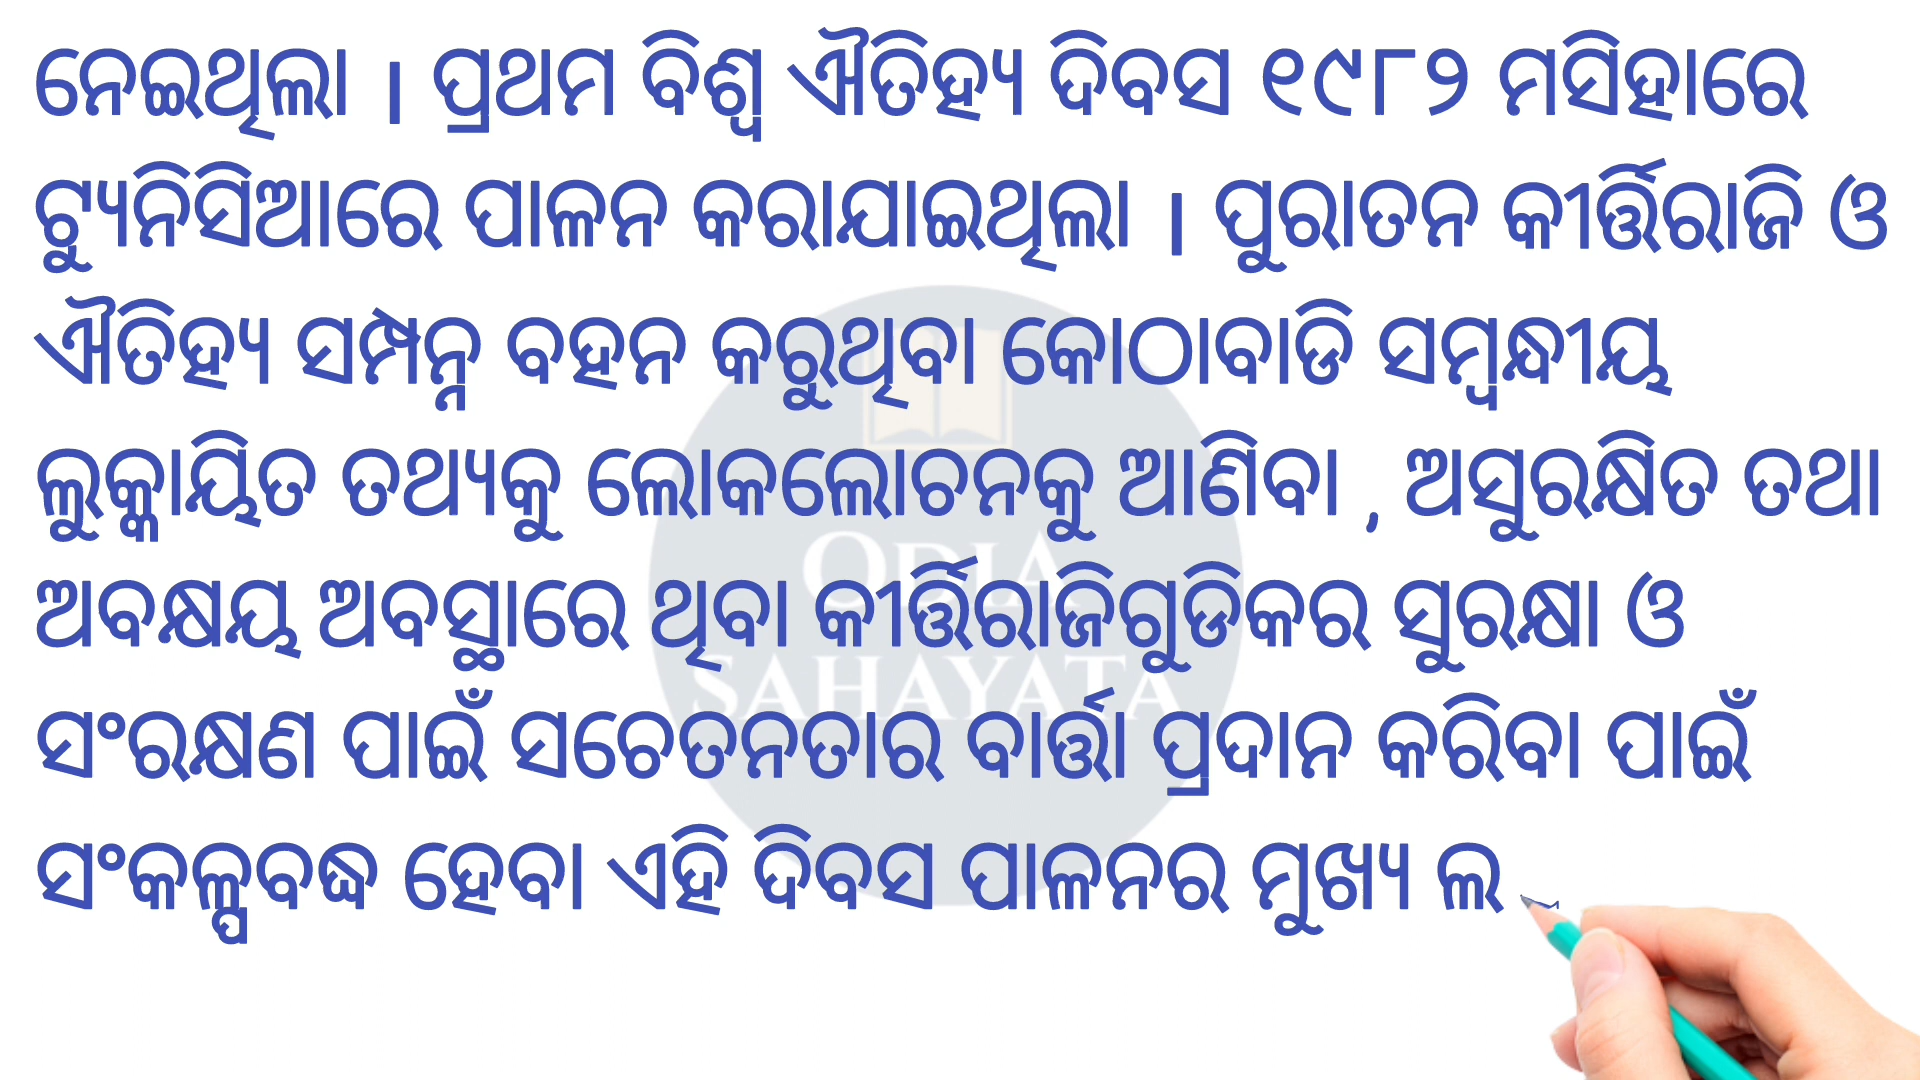 ନେଇଥିଲା । ପ୍ରଥମ ବିଶ୍ୱ ଐତିହ୍ୟ ଦିବସ ୧୯୮୨ ମସିହାରେ
ଟ୍ୟୁନିସିଆରେ ପାଳନ କରାଯାଇଥିଲା । ପୁରାତନ କୀର୍ତ୍ତିରାଜି ଓ
ଐତିହ୍ୟ ସମ୍ପନ୍ନ ବହନ କରୁଥିବା କୋଠାବାଡି ସମ୍ବନ୍ଧୀୟ
ଲୁକ୍କାୟିତ ତଥ୍ୟକୁ ଲୋକଲୋଚନକୁ ଆଣିବା , ଅସୁରକ୍ଷିତ ତଥା
ଅବକ୍ଷୟ ଅବସ୍ଥାରେ ଥିବା କୀର୍ତ୍ତିରାଜିଗୁଡିକର ସୁରକ୍ଷା ଓ
ସଂରକ୍ଷଣ ପାଇଁ ସଚେତନତାର ବାର୍ତ୍ତା ପ୍ରଦାନ କରିବା ପାଇଁ
ସଂକଳ୍ପବଦ୍ଧ ହେବା ଏହି ଦିବସ ପାଳନର ମୁଖ୍ୟ ଲ
ODIA
SAHAYATA